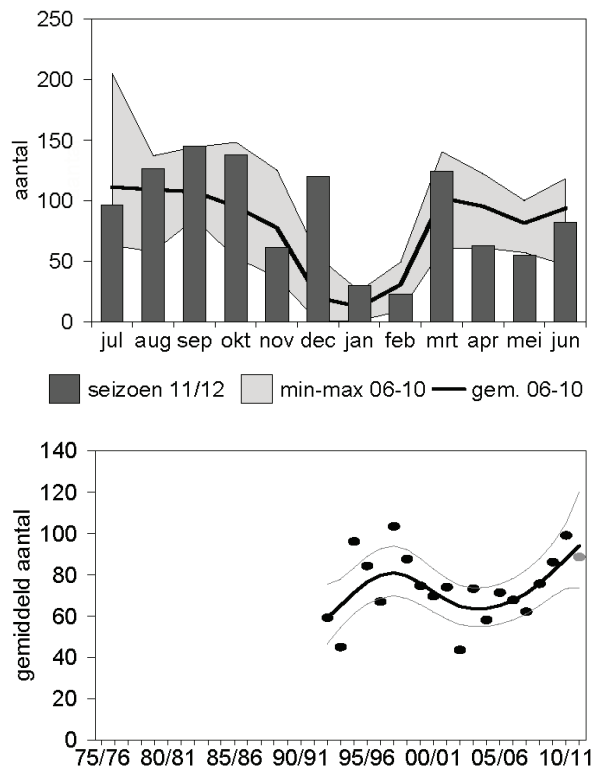 250
200
150
100
50
0
aantal
jul aug sep okt nov dec jan feb mrt apr mei jun
seizoen 11/12 min-max 06-10 gem. 06-10
140
120
100
80
60
40
20
0
gemiddeld aantal
75/76 80/81 85/86 90/91 95/96 00/01 05/06 10/11